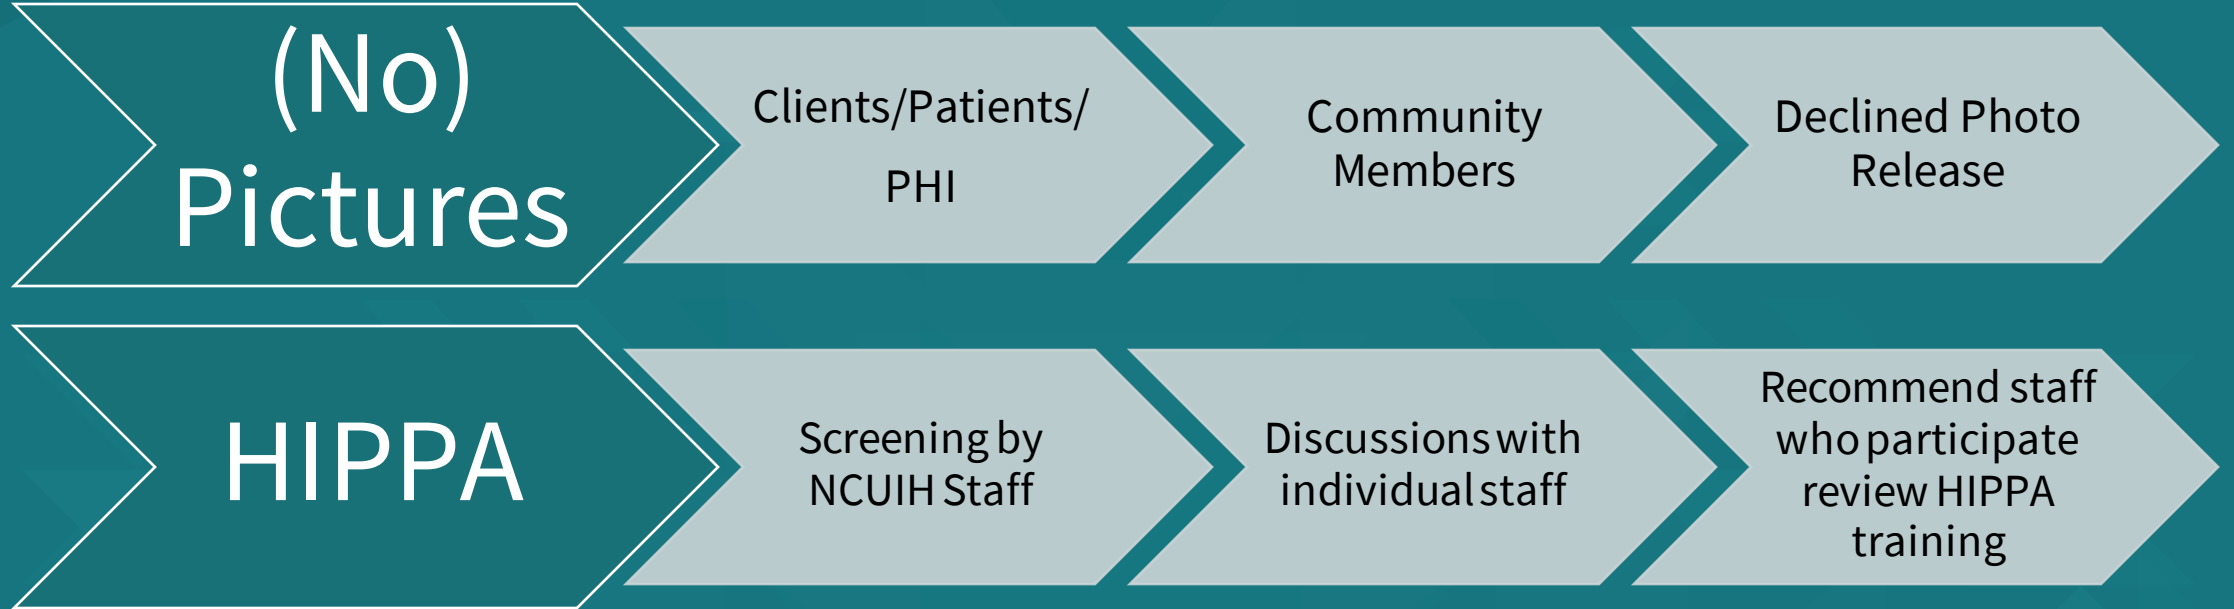 (No)
Pictures
Clients/Patients/
PHI
Community
Members
Declined Photo
Release
HIPPA
Screening by
NCUIH Staff
Discussions with
individual staff
Recommend staff
who participate
review HIPPA
training